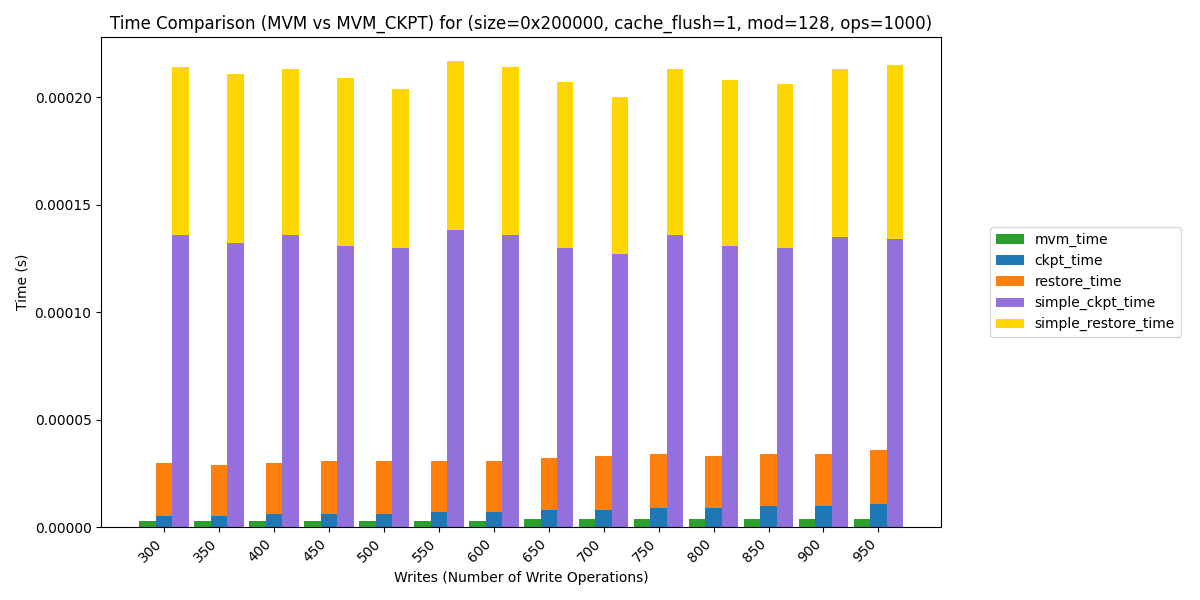 Time Comparison (MVM vs MVM_CKPT) for (size=0x200000, cache_flush=1, mod=128, ops=1000)
Time (s)
0.00020
0.00015
0.00010
0.00005
0.00000
300 350 400 450 500 550 600 650 700 750 800 850 900 950
Writes (Number of Write Operations)
mvm_time
ckpt_time
restore_time
simple_ckpt_time
simple_restore_time